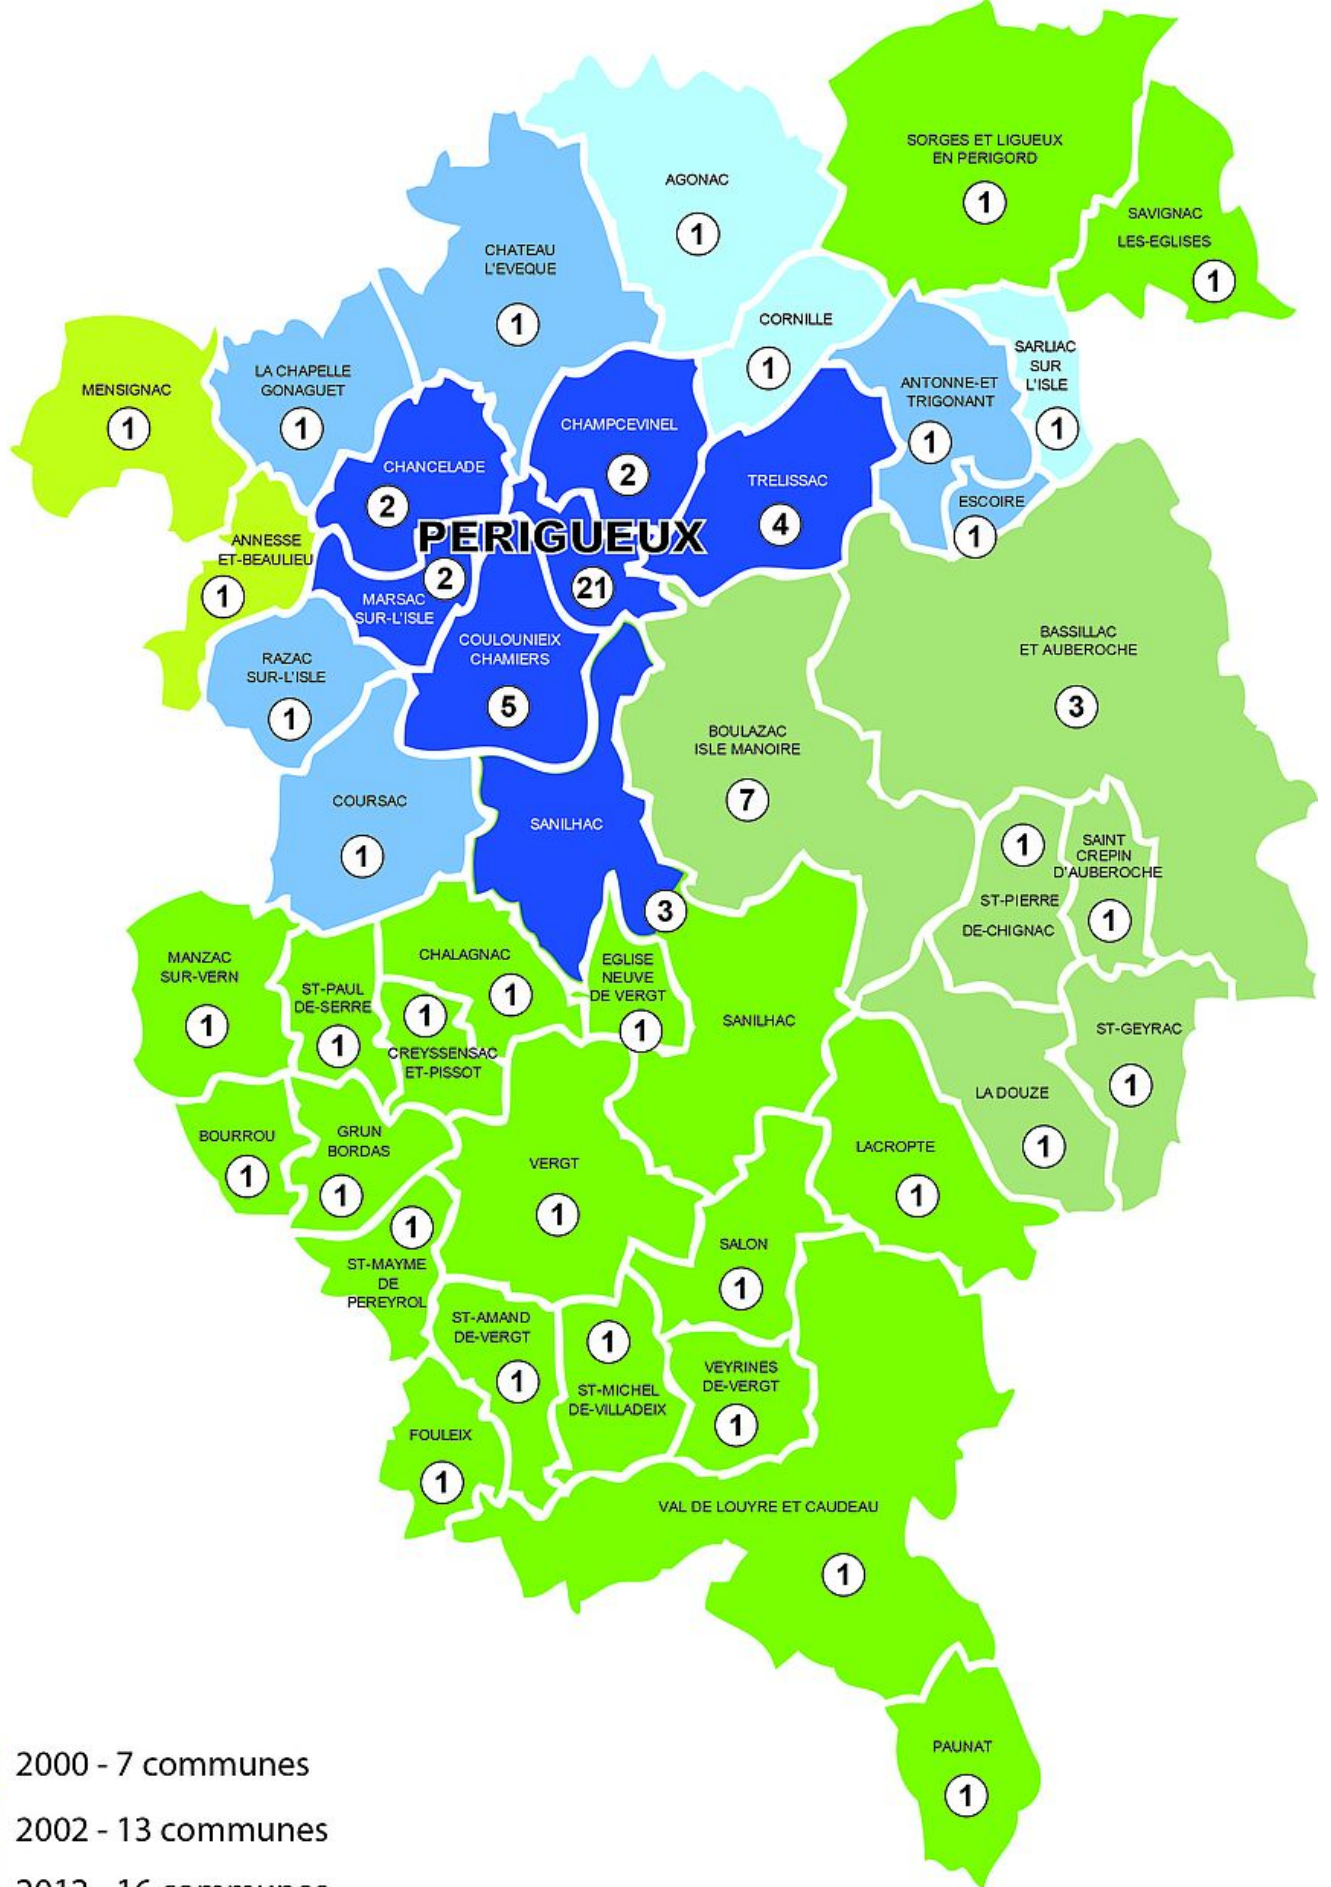 SORGES ET LIGUEUX
EN PERIGORD
1
AGONAC
1
SAVIGNAC
LES-EGLISES
1
CHATEAU
L'EVEQUE
1
CORNILLE
1
SARLIAC
SUR
L'ISLE
1
MENSIGNAC
1
LA CHAPELLE
GONAGUET
1
ANTONNE-ET
TRIGONANT
1
CHAMPCEVINEL
2
CHANCELADE
2
TRELISSAC
4
ESCOIRE
1
PERIGUEUX
21
ANNESSE
ET-BEAULIEU
1
MARSAC
SUR-L'ISLE
2
COULOUNIEIX
CHAMIERS
5
RAZAC
SUR-L'ISLE
1
BASSILLAC
ET AUBEROCHE
3
BOULAZAC
ISLE MANOIRE
7
COURSAC
1
SANILHAC
3
1
ST-PIERRE
DE-CHIGNAC
SAINT
CREPIN
D'AUBEROCHE
1
MANZAC
SUR-VERN
1
ST-PAUL
DE-SERRE
1
CHALAGNAC
1
EGLISE
NEUVE
DE VERGT
1
SANILHAC
1
CREYSSENSAC
ET-PISSOT
ST-GEYRAC
1
LA DOUZE
1
BOURROU
1
GRUN
BORDAS
1
VERGT
1
LACROPTE
1
1
ST-MAYME
DE
PEREYROL
SALON
1
ST-AMAND
DE-VERGT
1
1
ST-MICHEL
DE-VILLADEIX
VEYRINES
DE-VERGT
1
FOULEIX
1
VAL DE LOUYRE ET CAUDEAU
1
PAUNAT
1
2000 - 7 communes
2002 - 13 communes